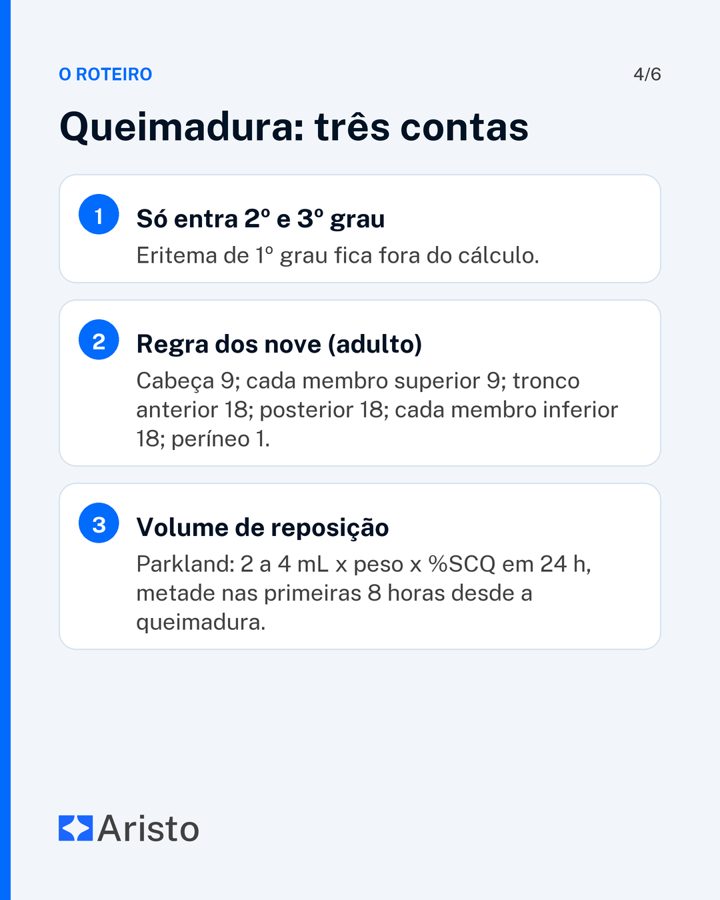 O ROTEIRO
4/6
Queimadura: três contas
1
Só entra 2º e 3º grau
Eritema de 1º grau fica fora do cálculo.
2
Regra dos nove (adulto)
Cabeça 9; cada membro superior 9; tronco
anterior 18; posterior 18; cada membro inferior
18; períneo 1.
3
Volume de reposição
Parkland: 2 a 4 mL x peso x %SCQ em 24 h,
metade nas primeiras 8 horas desde a
queimadura.
Aristo